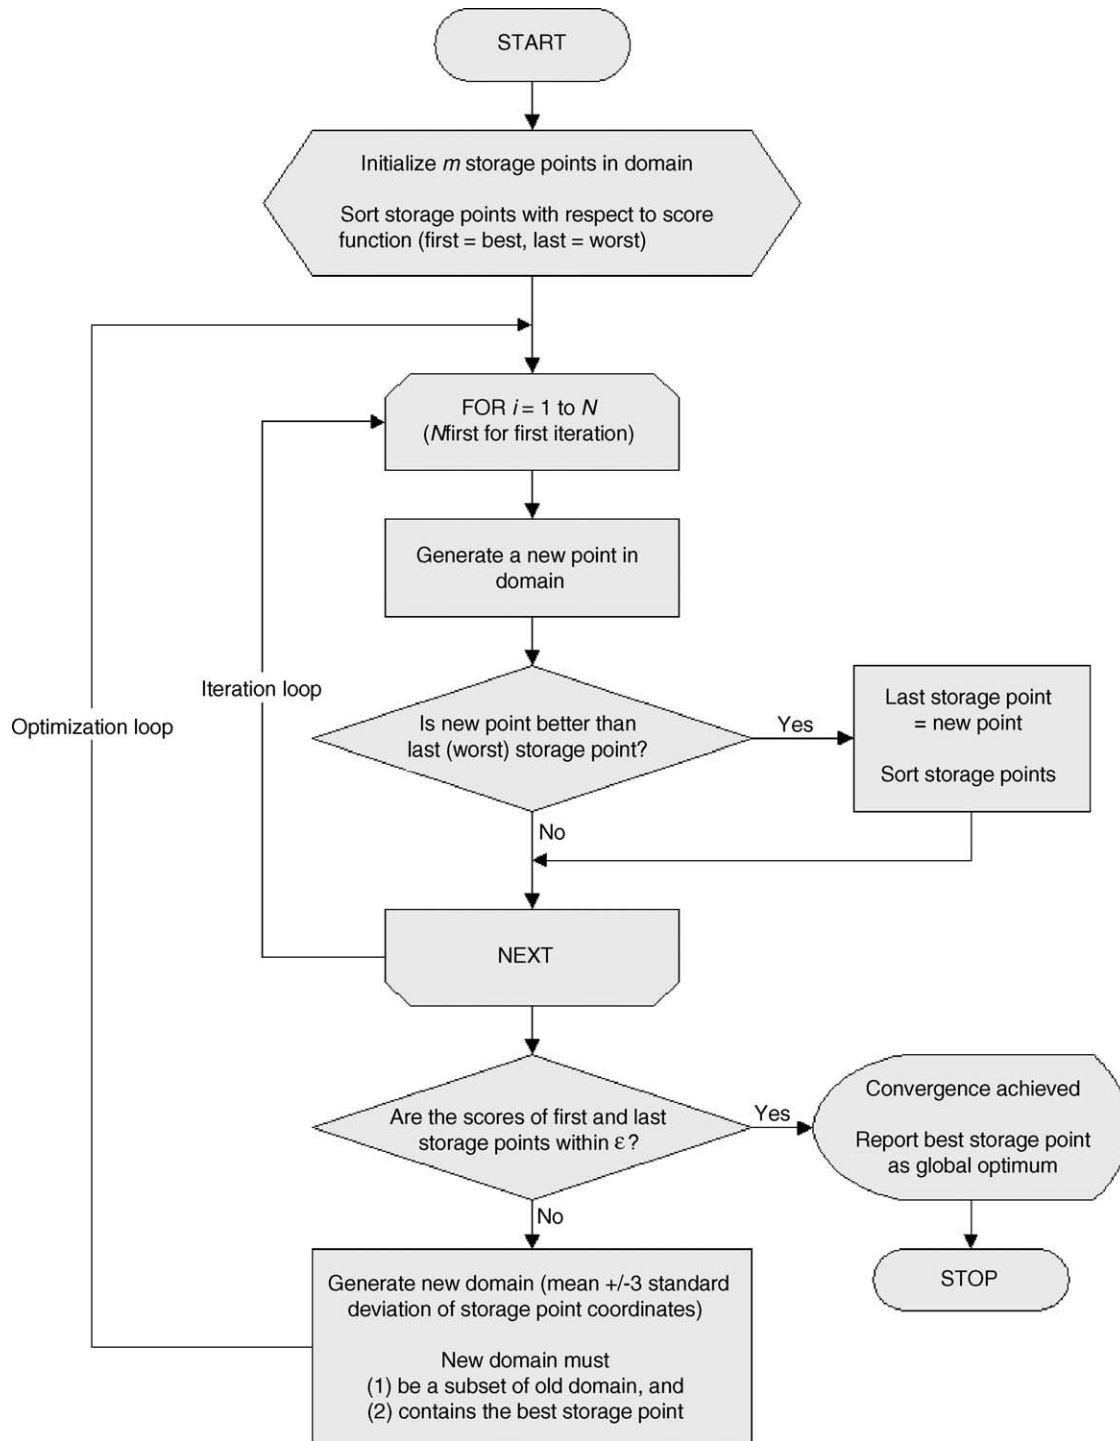 START
Initialize m storage points in domain
Sort storage points with respect to score
function (first = best, last = worst)
FOR i = 1 to N
(Nfirst for first iteration)
Generate a new point in
domain
Iteration loop
Optimization loop
Is new point better than
last (worst) storage point?
Yes
Last storage point
= new point
Sort storage points
No
NEXT
Are the scores of first and last
storage points within ε?
Yes
Convergence achieved
Report best storage point
as global optimum
No
STOP
Generate new domain (mean +/-3 standard
deviation of storage point coordinates)
New domain must
(1) be a subset of old domain, and
(2) contains the best storage point